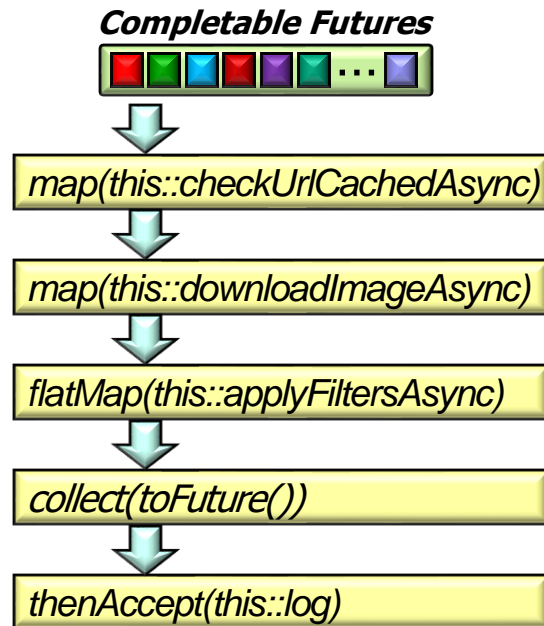 Completable Futures
...
map(this::checkUrlCachedAsync)
map(this::downloadImageAsync)
flatMap(this::applyFiltersAsync)
collect(toFuture())
thenAccept(this::log)